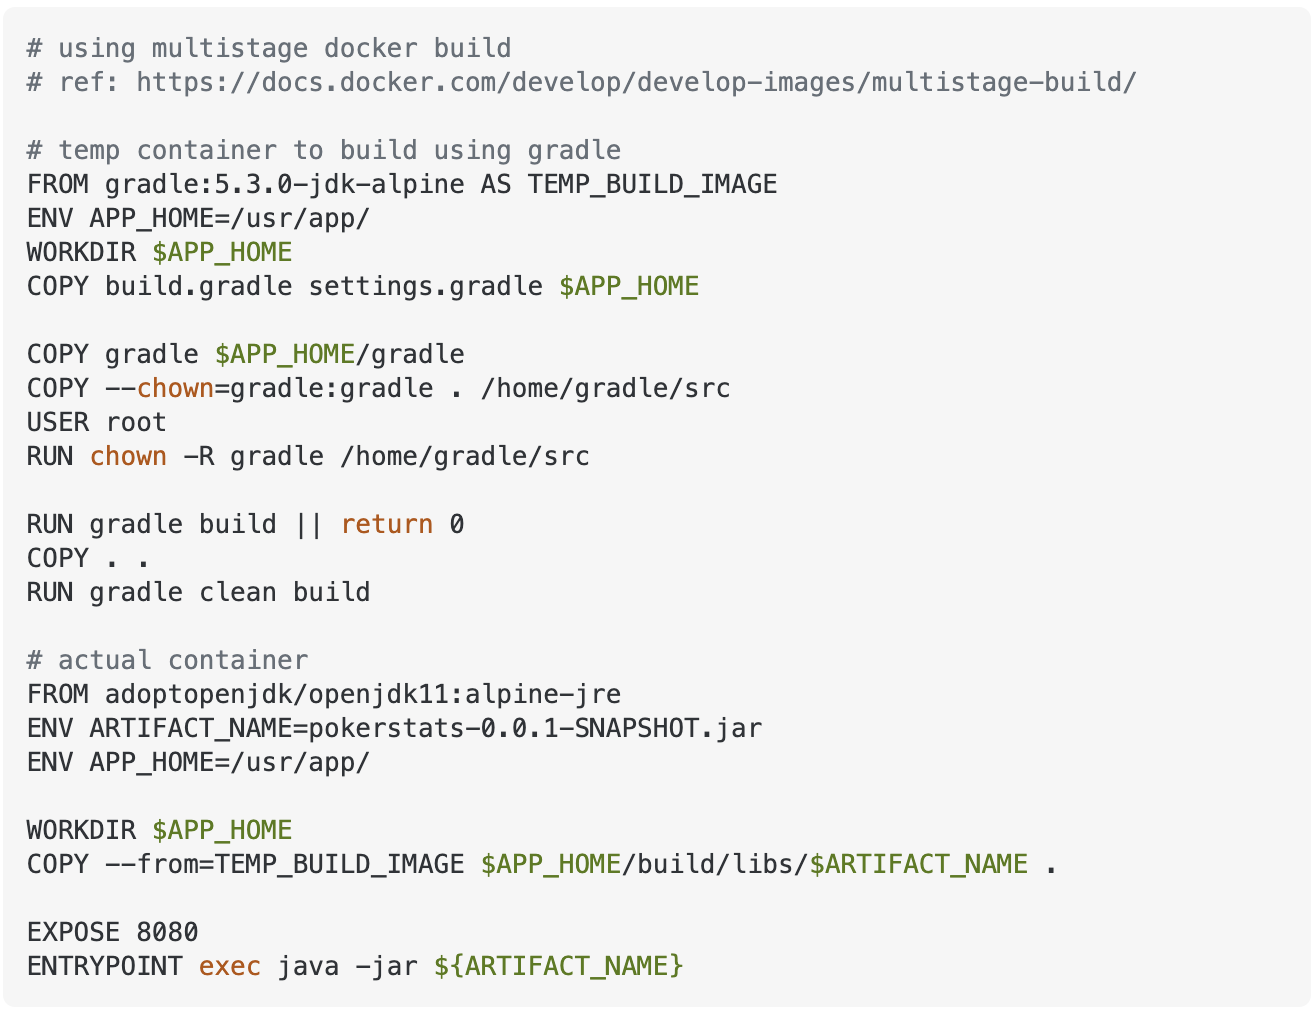 # using multistage docker build
# ref: https://docs.docker.com/develop/develop-images/multistage-build/
# temp container to build using gradle
FROM gradle:5.3.0-jdk-alpine AS TEMP_BUILD_IMAGE
ENV APP_HOME=/usr/app/
WORKDIR $APP_HOME
COPY build.gradle settings.gradle $APP_HOME
COPY gradle $APP_HOME/gradle
COPY --chown=gradle:gradle . /home/gradle/src
USER root
RUN chown -R gradle /home/gradle/src
RUN gradle build || return 0
COPY . .
RUN gradle clean build
# actual container
FROM adoptopenjdk/openjdk11:alpine-jre
ENV ARTIFACT_NAME=pokerstats-0.0.1-SNAPSHOT.jar
ENV APP_HOME=/usr/app/
WORKDIR $APP_HOME
COPY --from=TEMP_BUILD_IMAGE $APP_HOME/build/libs/$ARTIFACT_NAME .
EXPOSE 8080
ENTRYPOINT exec java -jar ${ARTIFACT_NAME}